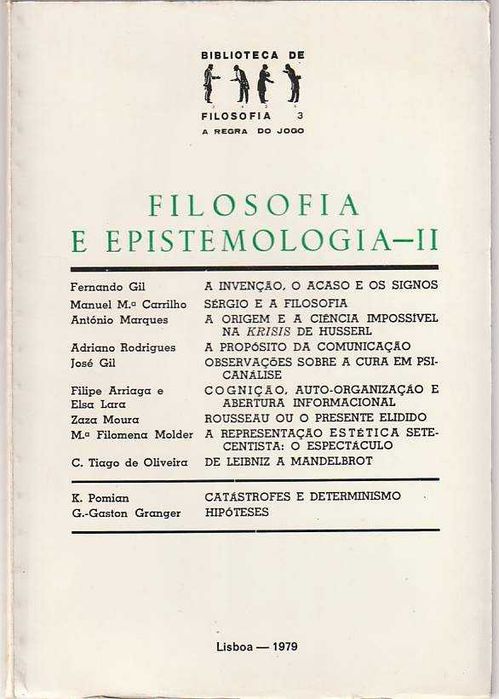 BIBLIOTECA DE
FILOSOFIA 3
A REGRA DO JOGO
FILOSOFIA
E EPISTEMOLOGIA—II
Fernando Gil A INVENÇÃO, O ACASO E OS SIGNOS
Manuel M.ª Carrilho SÉRGIO E A FILOSOFIA
António Marques A ORIGEM E A CIÊNCIA IMPOSSÍVEL
NA KRISIS DE HUSSERL
Adriano Rodrigues A PROPÓSITO DA COMUNICAÇÃO
José Gil OBSERVAÇÕES SOBRE A CURA EM PSI-
CANÁLISE
Filipe Arriaga e COGNIÇÃO, AUTO-ORGANIZAÇÃO E
Elsa Lara ABERTURA INFORMACIONAL
Zaza Moura ROUSSEAU OU O PRESENTE ELIDIDO
M.ª Filomena Molder A REPRESENTAÇÃO ESTÉTICA SETE-
CENTISTA: O ESPECTÁCULO
C. Tiago de Oliveira DE LEIBNIZ A MANDELBROT
K. Pomian CATÁSTROFES E DETERMINISMO
G.-Gaston Granger HIPÓTESES
Lisboa — 1979